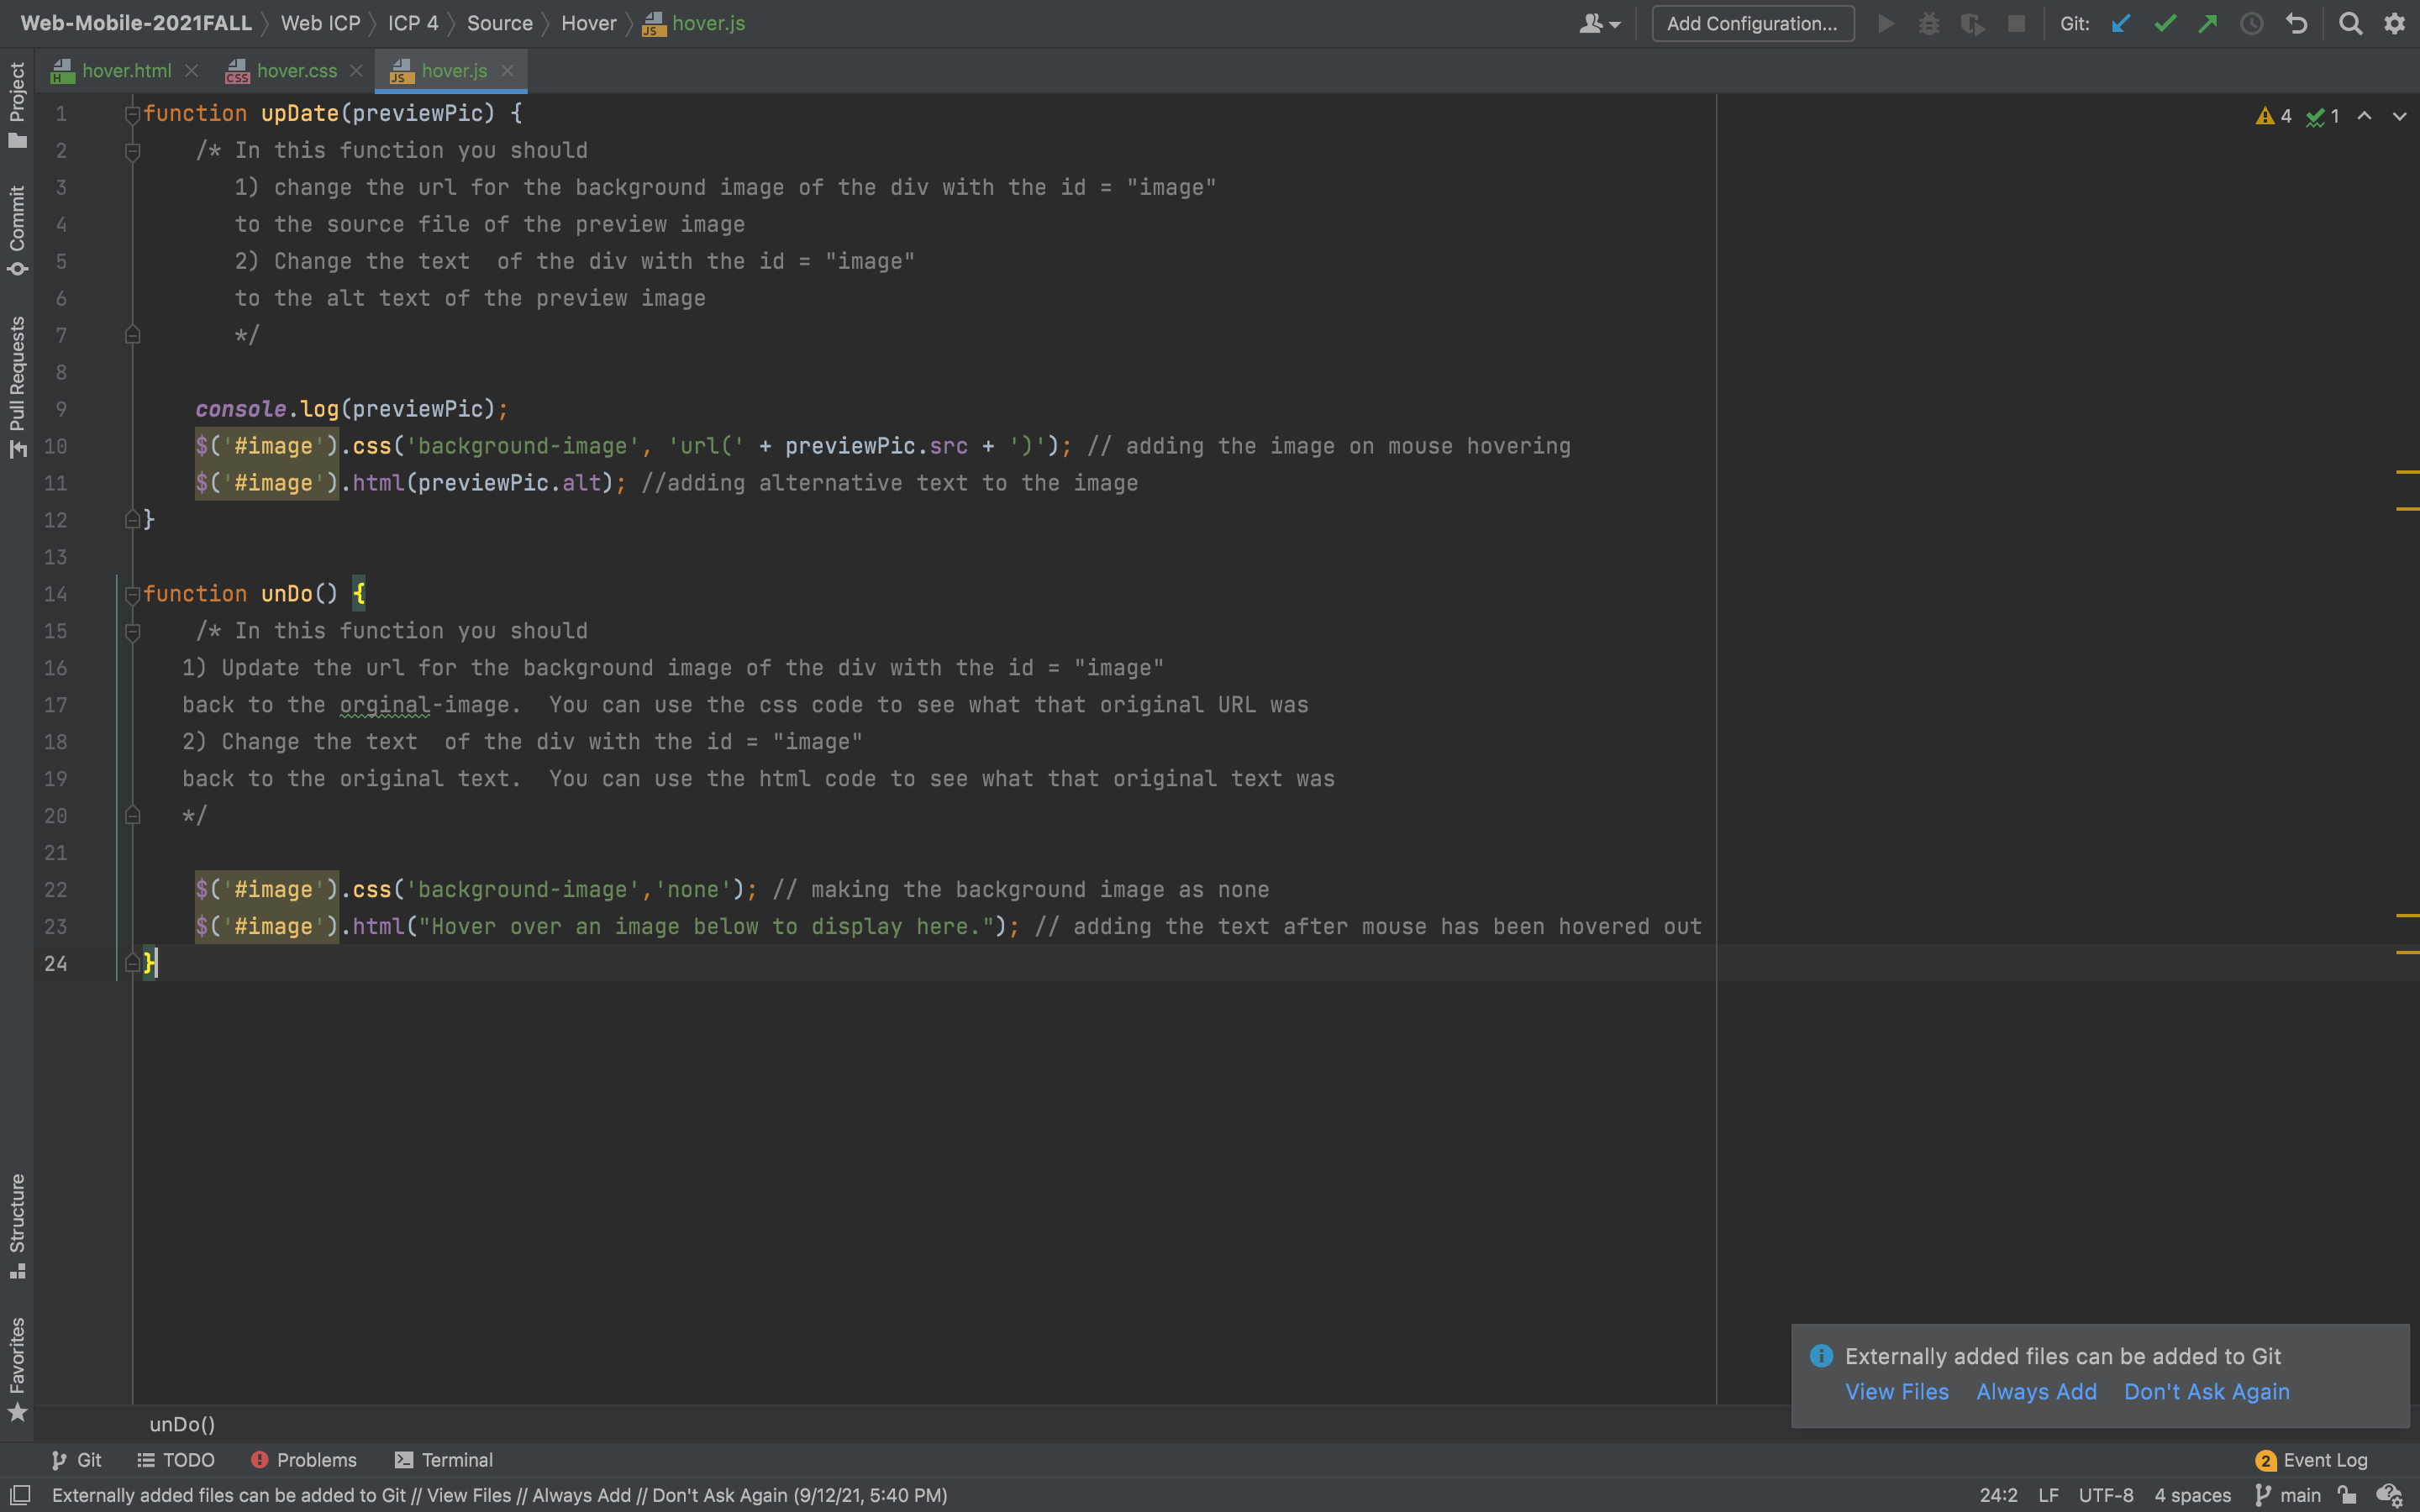 Web-Mobile-2021FALL Web ICP ICP 4 Source Hover hover.js Add Configuration... Git:
hover.html hover.css hover.js
Project
Commit
Pull Requests
Structure
Favorites
4 1
1 function upDate(previewPic) {
2 /* In this function you should
3 1) change the url for the background image of the div with the id = "image"
4 to the source file of the preview image
5 2) Change the text  of the div with the id = "image"
6 to the alt text of the preview image
7 */
8
9 console.log(previewPic);
10 $('#image').css('background-image', 'url(' + previewPic.src + ')'); // adding the image on mouse hovering
11 $('#image').html(previewPic.alt); //adding alternative text to the image
12 }
13
14 function unDo() {
15 /* In this function you should
16 1) Update the url for the background image of the div with the id = "image"
17 back to the orginal-image.  You can use the css code to see what that original URL was
18 2) Change the text  of the div with the id = "image"
19 back to the original text.  You can use the html code to see what that original text was
20 */
21
22 $('#image').css('background-image','none'); // making the background image as none
23 $('#image').html("Hover over an image below to display here."); // adding the text after mouse has been hovered out
24 }
Externally added files can be added to Git
View Files Always Add Don't Ask Again
unDo()
Git TODO Problems Terminal 2 Event Log
Externally added files can be added to Git // View Files // Always Add // Don't Ask Again (9/12/21, 5:40 PM) 24:2 LF UTF-8 4 spaces main